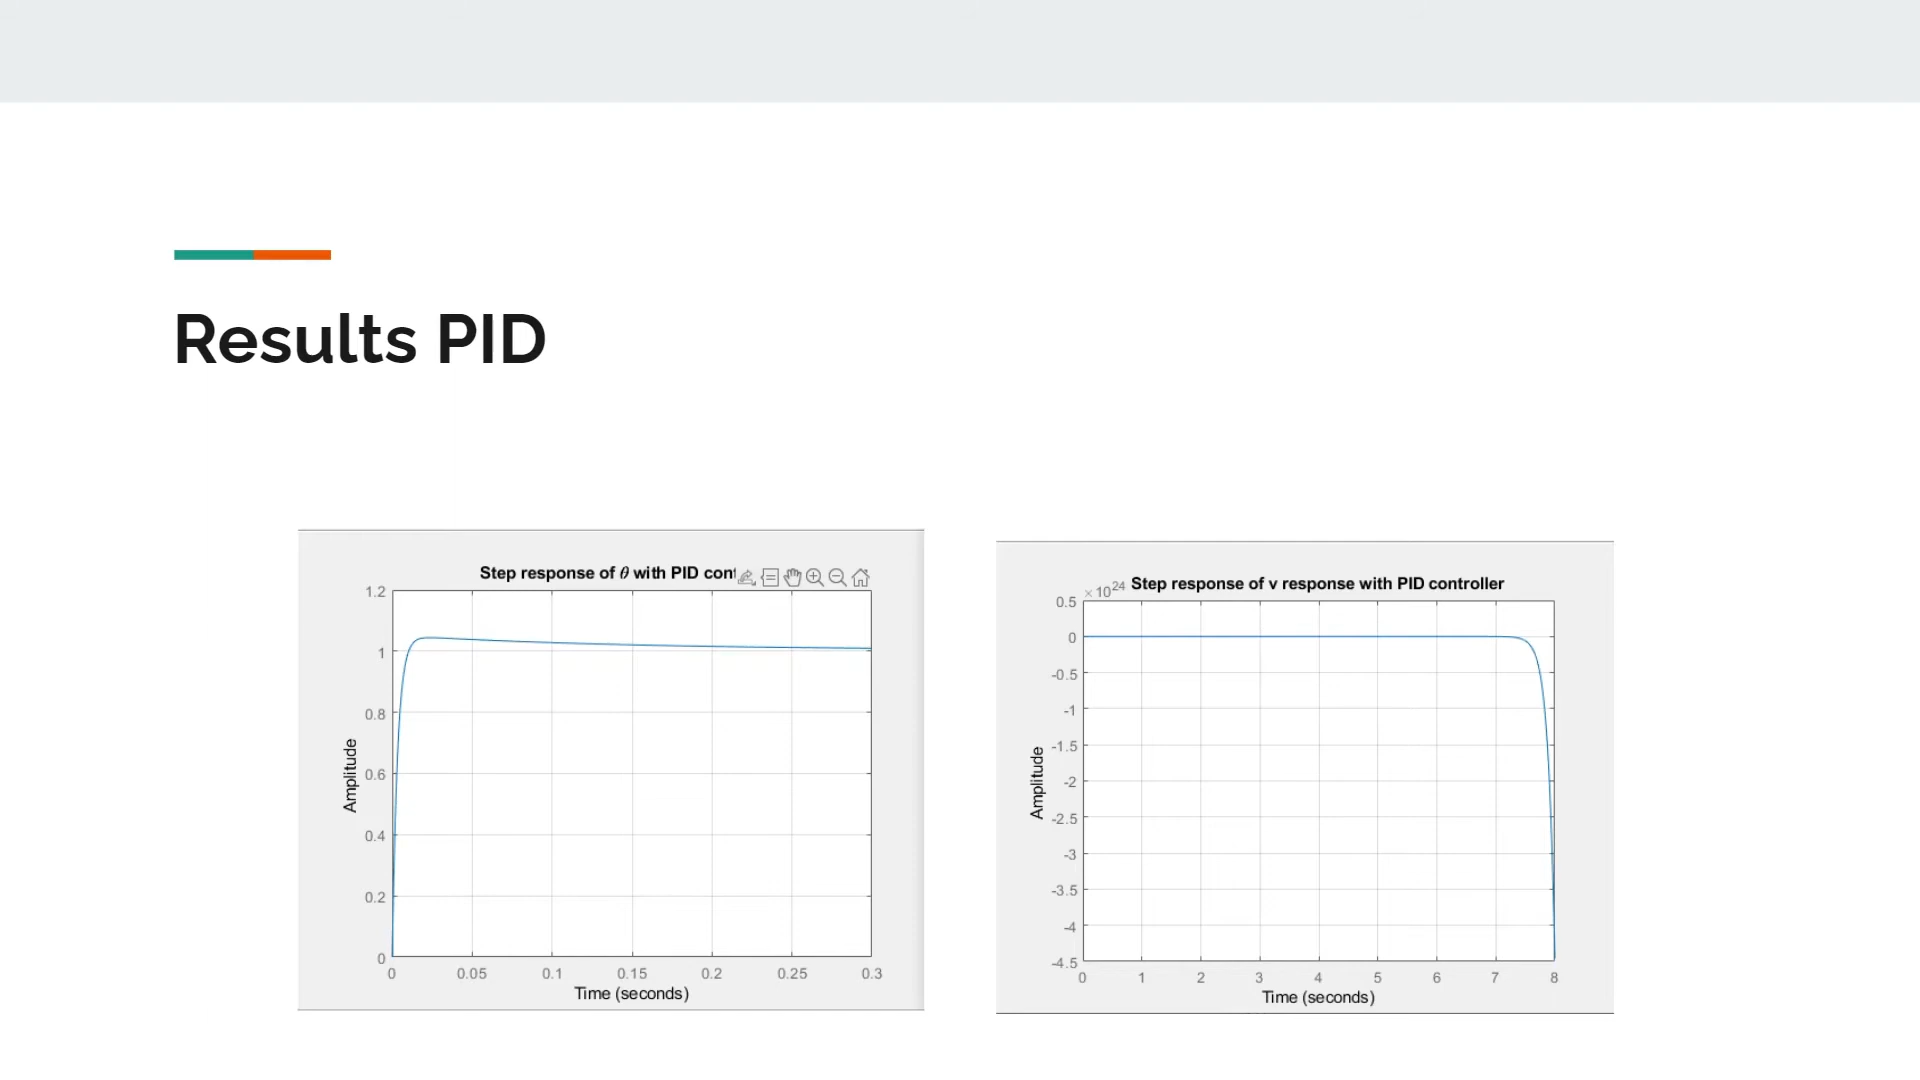 Results PID
Step response of θ with PID cont
1.2
1
0.8
0.6
0.4
0.2
0
Amplitude
0 0.05 0.1 0.15 0.2 0.25 0.3
Time (seconds)
×10^24 Step response of v response with PID controller
0.5
0
-0.5
-1
-1.5
-2
-2.5
-3
-3.5
-4
-4.5
Amplitude
0 1 2 3 4 5 6 7 8
Time (seconds)